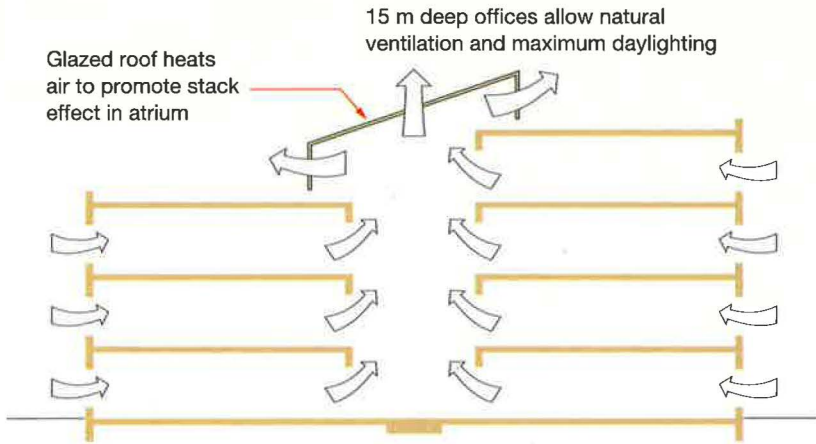 15 m deep offices allow natural
ventilation and maximum daylighting
Glazed roof heats
air to promote stack
effect in atrium